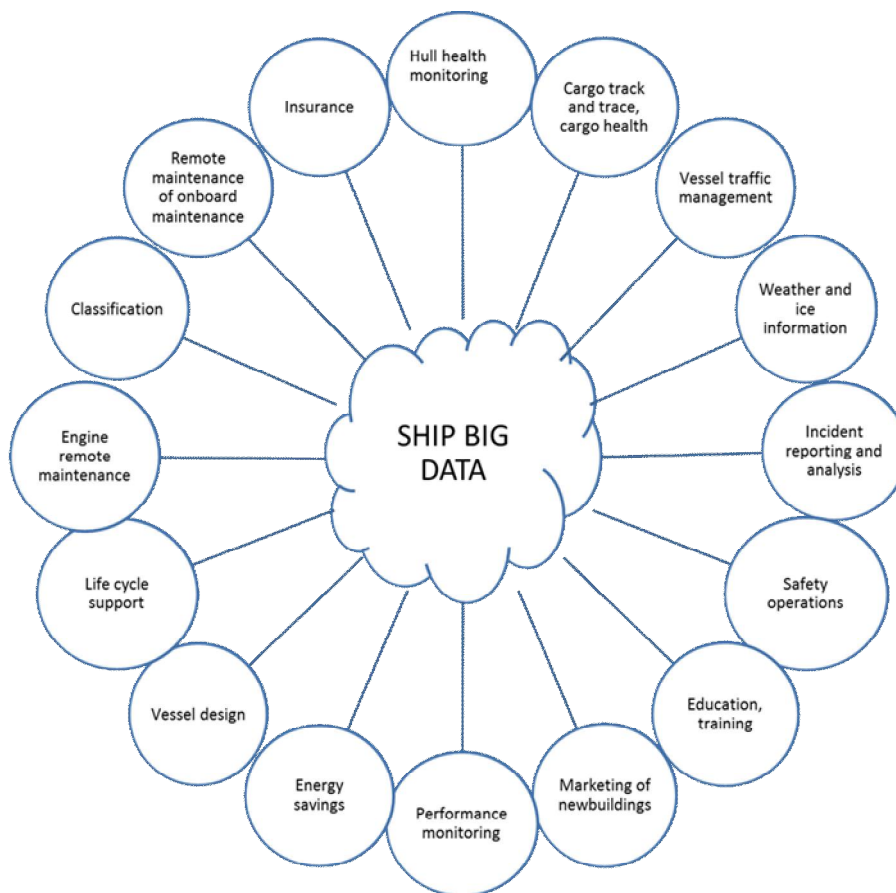 Hull health
monitoring
Cargo track
and trace,
cargo health
Vessel traffic
management
Weather and
ice
information
Incident
reporting and
analysis
Safety
operations
Education,
training
Marketing of
newbuildings
Performance
monitoring
Energy
savings
Vessel design
Life cycle
support
Engine
remote
maintenance
Classification
Remote
maintenance
of onboard
maintenance
Insurance
SHIP BIG
DATA